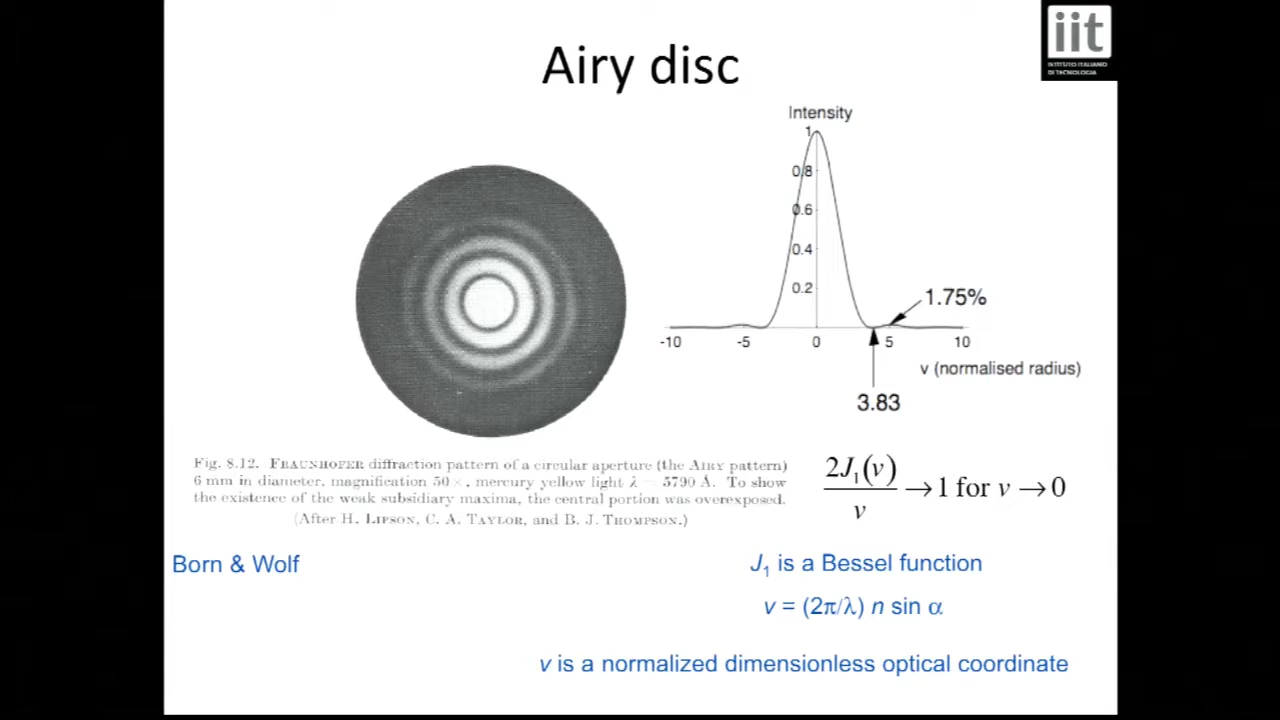 iit
ISTITUTO ITALIANO
DI TECNOLOGIA
Airy disc
Intensity
1
0.8
0.6
0.4
0.2
1.75%
-10 -5 0 5 10
v (normalised radius)
3.83
Fig. 8.12. FRAUNHOFER diffraction pattern of a circular aperture (the AIRY pattern)
6 mm in diameter, magnification 50 ×, mercury yellow light λ = 5790 Å. To show
the existence of the weak subsidiary maxima, the central portion was overexposed.
(After H. LIPSON, C. A. TAYLOR, and B. J. THOMPSON.)
2J₁(v)/v → 1 for v → 0
Born & Wolf
J₁ is a Bessel function
v = (2π/λ) n sin α
v is a normalized dimensionless optical coordinate